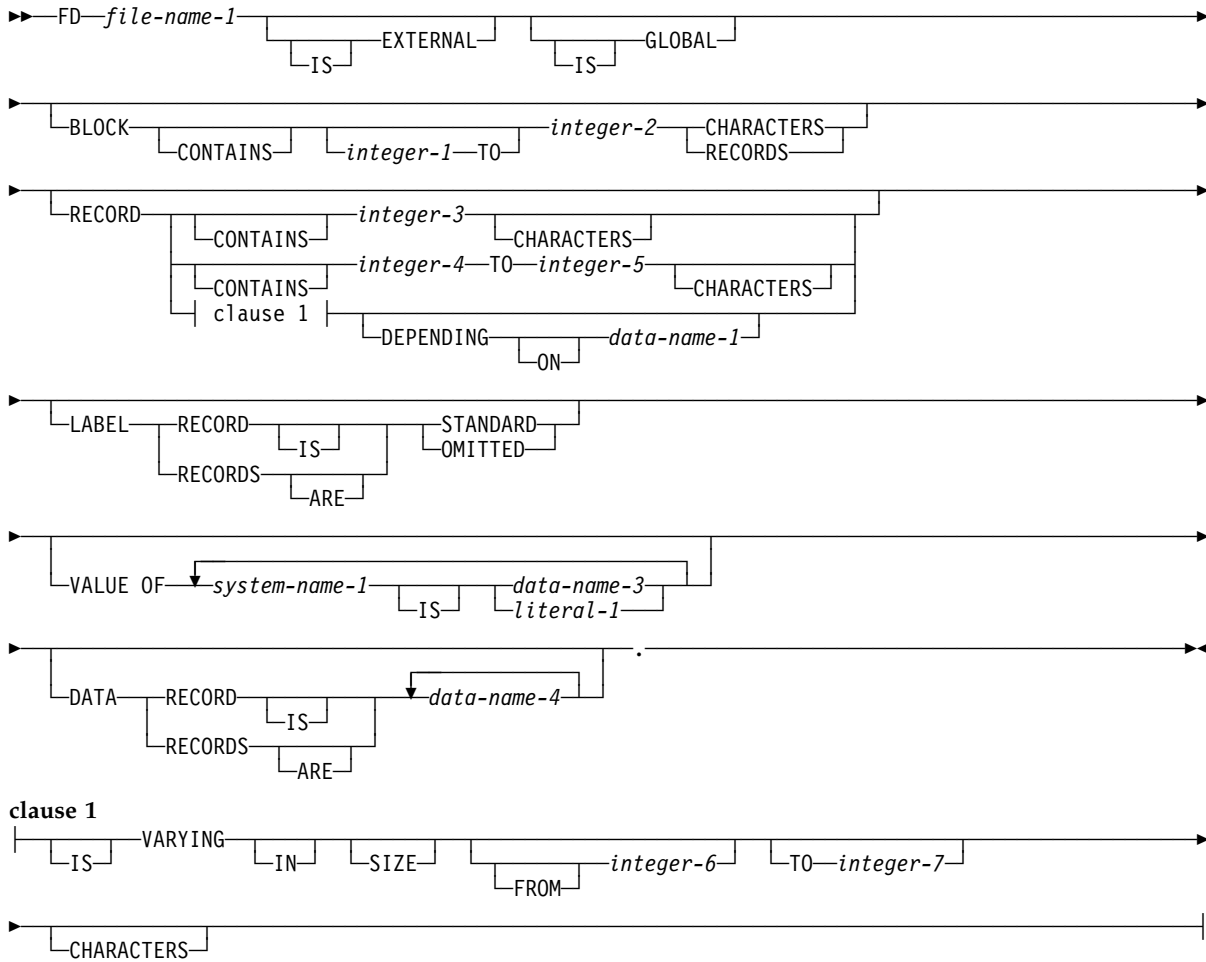 FD file-name-1 EXTERNAL GLOBAL
IS IS
BLOCK integer-2 CHARACTERS
CONTAINS integer-1 TO RECORDS
RECORD integer-3
CONTAINS CHARACTERS
integer-4 TO integer-5
CONTAINS CHARACTERS
clause 1
DEPENDING data-name-1
ON
LABEL RECORD STANDARD
IS OMITTED
RECORDS
ARE
VALUE OF system-name-1 data-name-3
IS literal-1
.
DATA RECORD data-name-4
IS
RECORDS
ARE
clause 1
VARYING
IS IN SIZE integer-6 TO integer-7
FROM
CHARACTERS